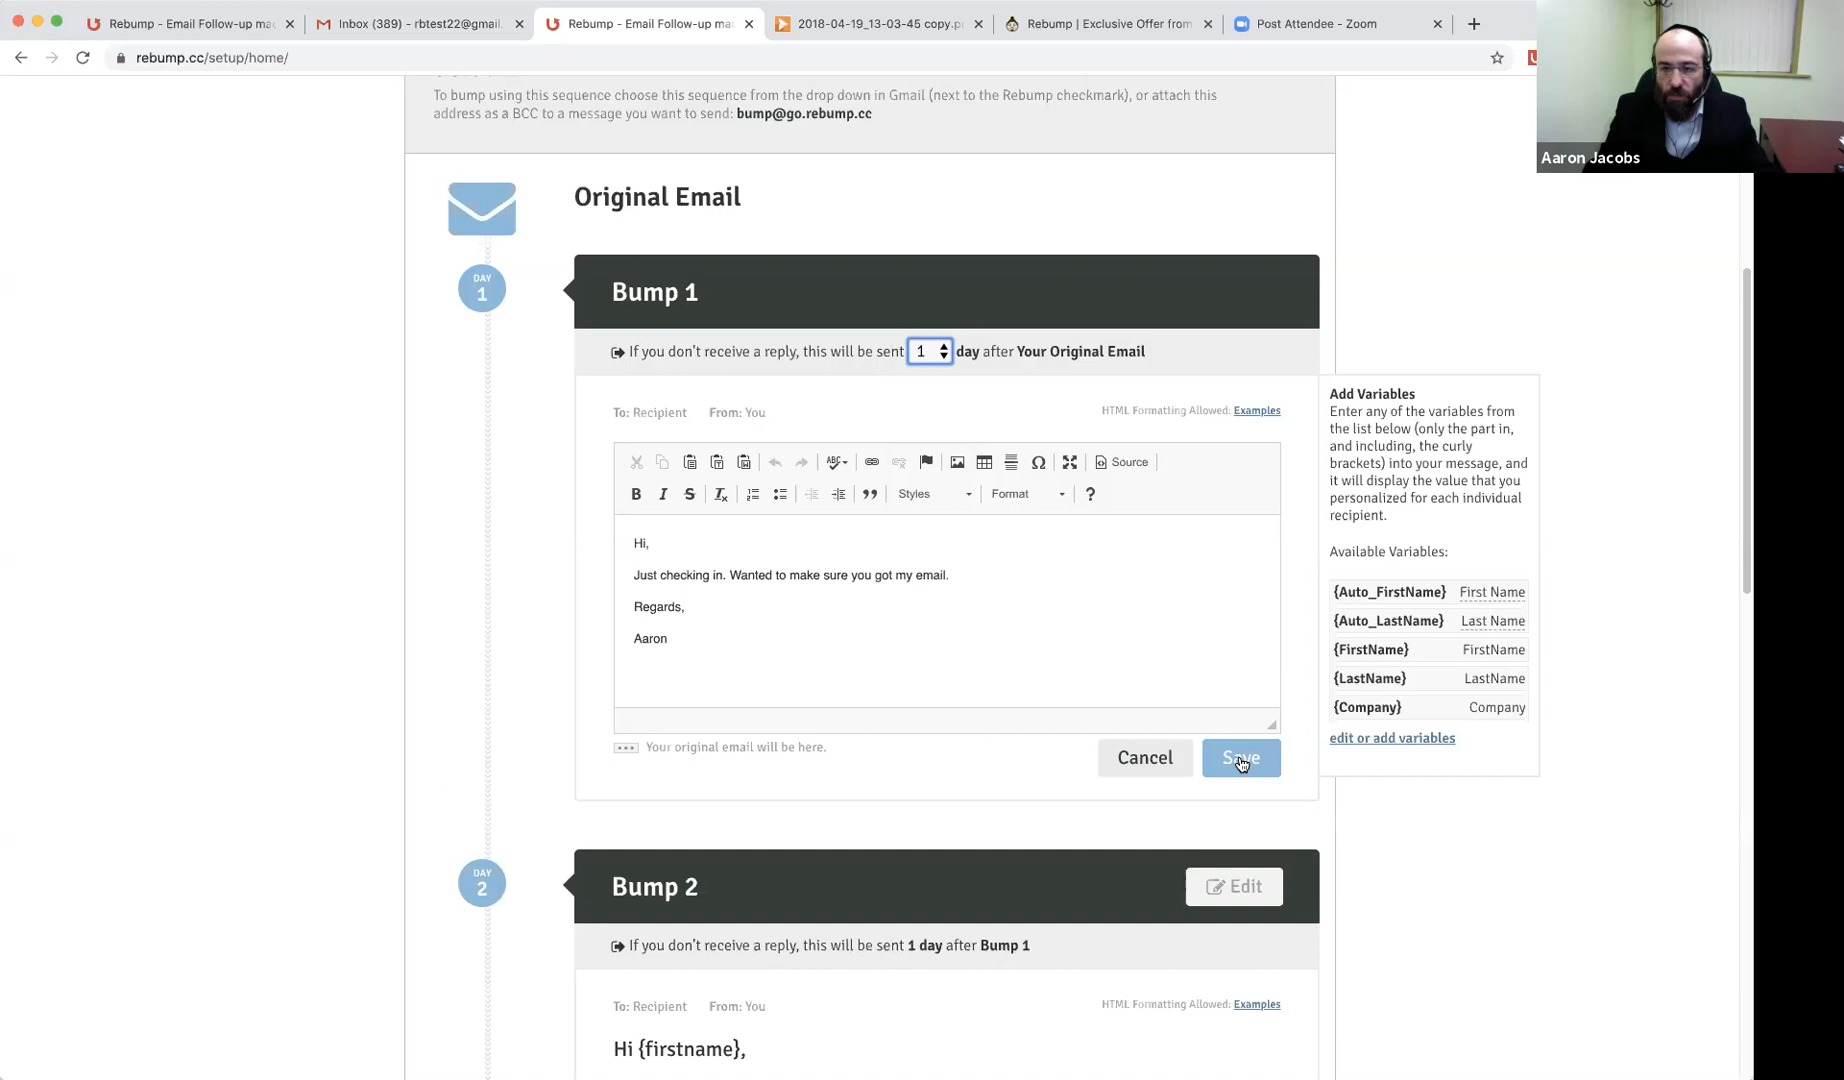 Rebump - Email Follow-up mac
Inbox (389) - rbtest22@gmail.
Rebump - Email Follow-up mac
2018-04-19_13-03-45 copy.p
Rebump | Exclusive Offer from
Post Attendee - Zoom
rebump.cc/setup/home/
Aaron Jacobs
To bump using this sequence choose this sequence from the drop down in Gmail (next to the Rebump checkmark), or attach this
address as a BCC to a message you want to send: bump@go.rebump.cc
Original Email
DAY
1
Bump 1
If you don't receive a reply, this will be sent 1 day after Your Original Email
To: Recipient From: You
HTML Formatting Allowed: Examples
ABC
Source
B I S Tx
Styles
Format
?
Hi,
Just checking in. Wanted to make sure you got my email.
Regards,
Aaron
Your original email will be here.
Cancel
Save
Add Variables
Enter any of the variables from
the list below (only the part in,
and including, the curly
brackets) into your message, and
it will display the value that you
personalized for each individual
recipient.
Available Variables:
{Auto_FirstName} First Name
{Auto_LastName} Last Name
{FirstName} FirstName
{LastName} LastName
{Company} Company
edit or add variables
DAY
2
Bump 2
Edit
If you don't receive a reply, this will be sent 1 day after Bump 1
To: Recipient From: You
HTML Formatting Allowed: Examples
Hi {firstname},